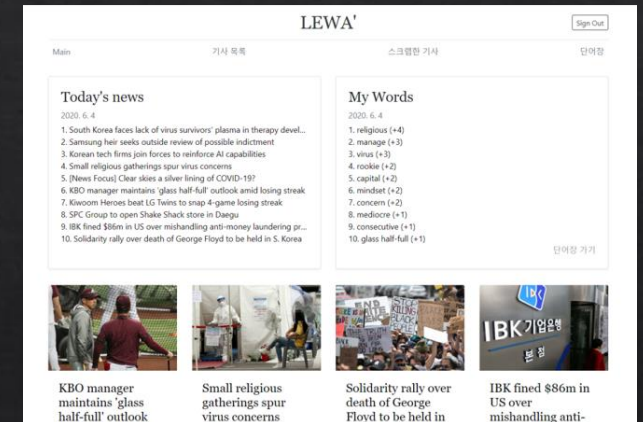 LEWA'
Sign Out
Main
기사 목록
스크랩한 기사
단어장
Today's news
2020. 6. 4
1. South Korea faces lack of virus survivors' plasma in therapy devel...
2. Samsung heir seeks outside review of possible indictment
3. Korean tech firms join forces to reinforce AI capabilities
4. Small religious gatherings spur virus concerns
5. [News Focus] Clear skies a silver lining of COVID-19?
6. KBO manager maintains 'glass half-full' outlook amid losing streak
7. Kiwoom Heroes beat LG Twins to snap 4-game losing streak
8. SPC Group to open Shake Shack store in Daegu
9. IBK fined $86m in US over mishandling anti-money laundering pr...
10. Solidarity rally over death of George Floyd to be held in S. Korea
My Words
2020. 6. 4
1. religious (+4)
2. manage (+3)
3. virus (+3)
4. rookie (+2)
5. capital (+2)
6. mindset (+2)
7. concern (+2)
8. mediocre (+1)
9. consecutive (+1)
10. glass half-full (+1)
단어장 가기
END
STOP
KILLING
BLACK
IBK 기업은행
본 점
KBO manager
maintains 'glass
half-full' outlook
Small religious
gatherings spur
virus concerns
Solidarity rally over
death of George
Floyd to be held in
IBK fined $86m in
US over
mishandling anti-